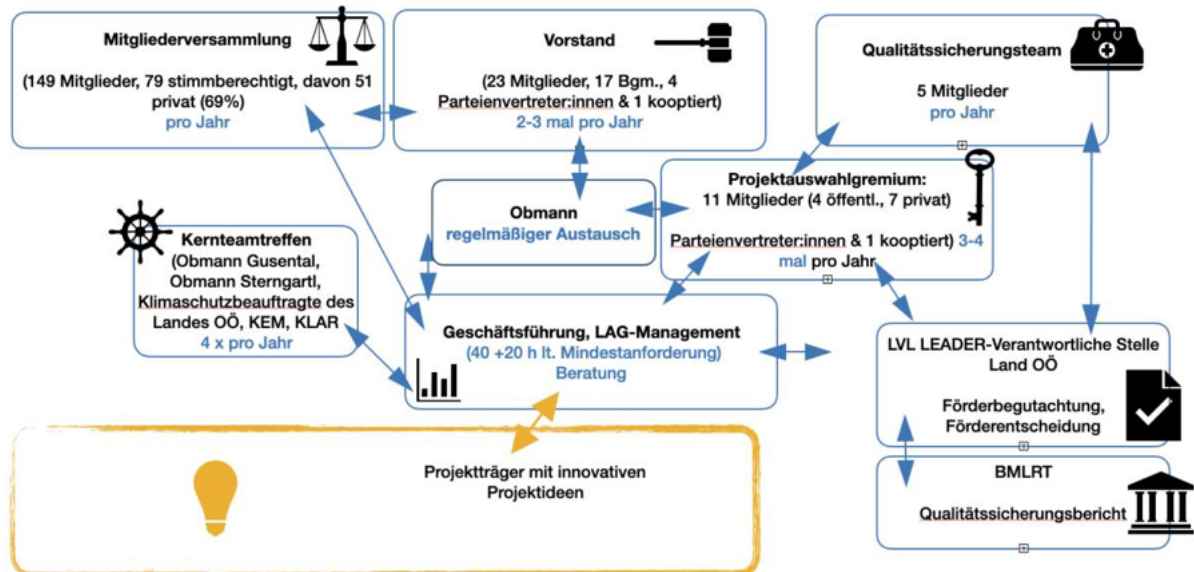 Mitgliederversammlung
(149 Mitglieder, 79 stimmberechtigt, davon 51
privat (69%)
pro Jahr
Vorstand
(23 Mitglieder, 17 Bgm., 4
Parteienvertreter:innen & 1 kooptiert)
2-3 mal pro Jahr
Qualitätssicherungsteam
5 Mitglieder
pro Jahr
Projektauswahlgremium:
11 Mitglieder (4 öffentl., 7 privat)
Parteienvertreter:innen & 1 kooptiert) 3-4
mal pro Jahr
Obmann
regelmäßiger Austausch
Kernteamtreffen
(Obmann Gusental,
Obmann Sterngartl,
Klimaschutzbeauftragte des
Landes OÖ, KEM, KLAR
4 x pro Jahr
Geschäftsführung, LAG-Management
(40 +20 h lt. Mindestanforderung)
Beratung
LVL LEADER-Verantwortliche Stelle
Land OÖ
Förderbegutachtung,
Förderentscheidung
Projektträger mit innovativen
Projektideen
BMLRT
Qualitätssicherungsbericht